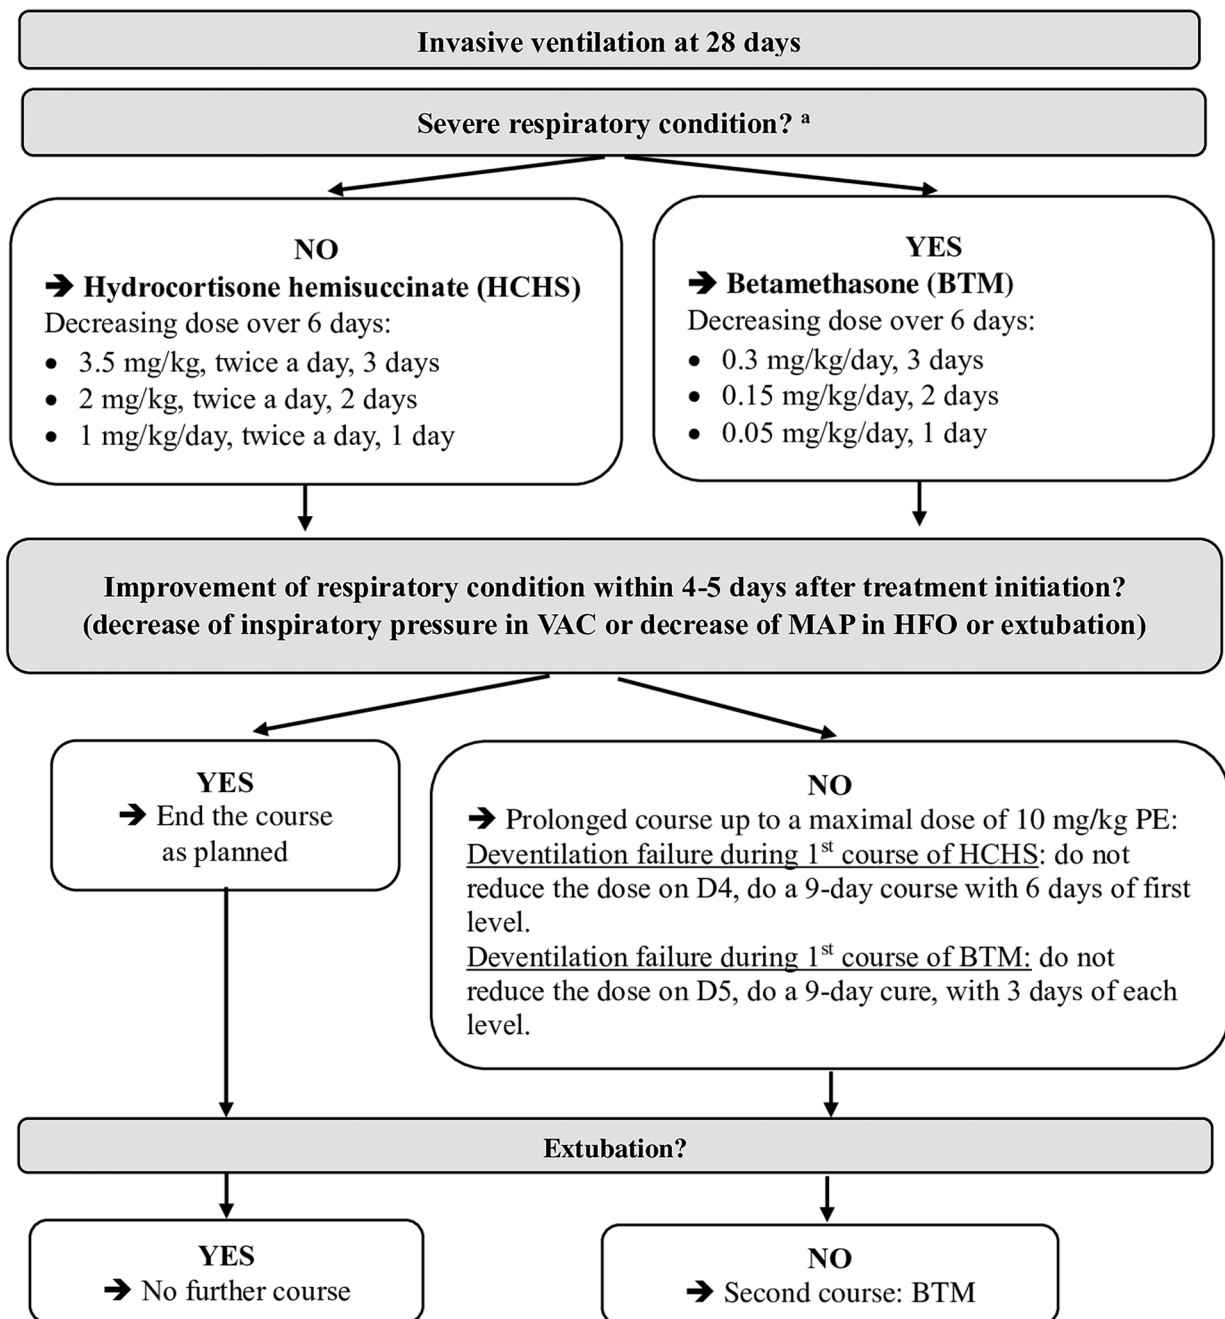 Invasive ventilation at 28 days
Severe respiratory condition? ª
NO
➔ Hydrocortisone hemisuccinate (HCHS)
Decreasing dose over 6 days:
• 3.5 mg/kg, twice a day, 3 days
• 2 mg/kg, twice a day, 2 days
• 1 mg/kg/day, twice a day, 1 day
YES
➔ Betamethasone (BTM)
Decreasing dose over 6 days:
• 0.3 mg/kg/day, 3 days
• 0.15 mg/kg/day, 2 days
• 0.05 mg/kg/day, 1 day
Improvement of respiratory condition within 4-5 days after treatment initiation?
(decrease of inspiratory pressure in VAC or decrease of MAP in HFO or extubation)
YES
➔ End the course
as planned
NO
➔ Prolonged course up to a maximal dose of 10 mg/kg PE:
Deventilation failure during 1st course of HCHS: do not
reduce the dose on D4, do a 9-day course with 6 days of first
level.
Deventilation failure during 1st course of BTM: do not
reduce the dose on D5, do a 9-day cure, with 3 days of each
level.
Extubation?
YES
➔ No further course
NO
➔ Second course: BTM